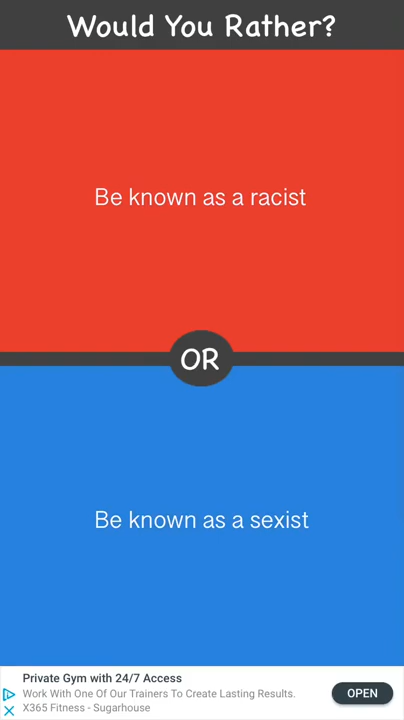 Would You Rather?
Be known as a racist
OR
Be known as a sexist
Private Gym with 24/7 Access
Work With One Of Our Trainers To Create Lasting Results.
X365 Fitness - Sugarhouse
OPEN